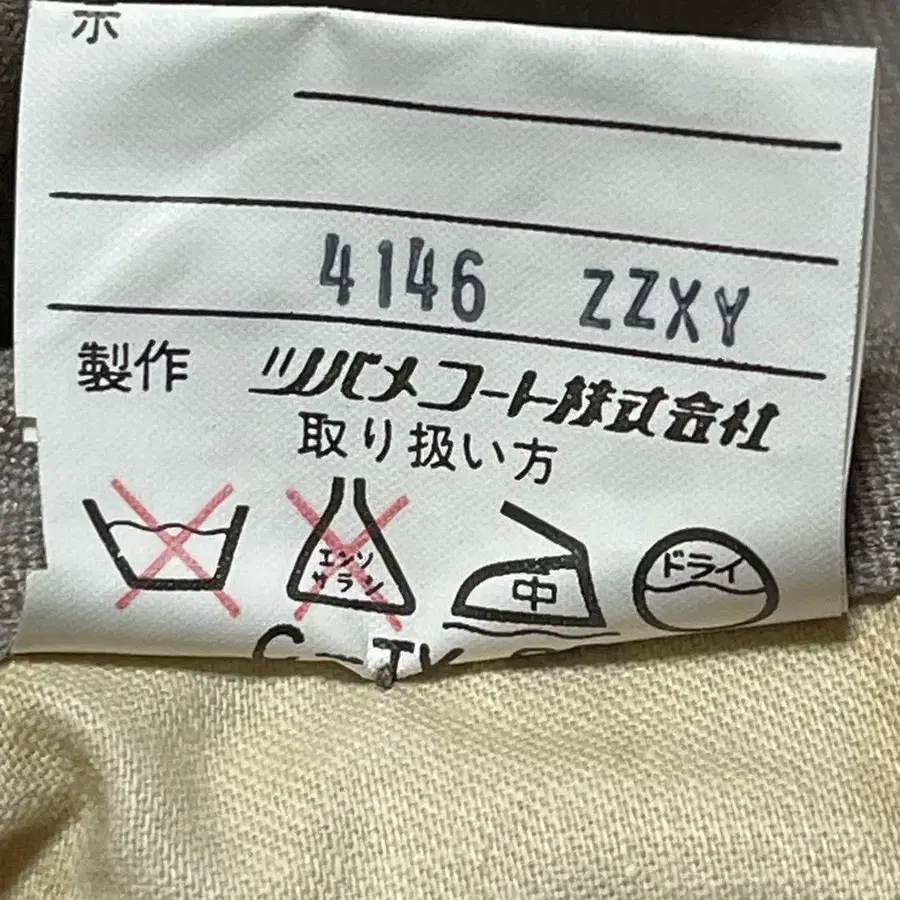 示
4146 ZZXY
製作 ツバメコート株式会社
取り扱い方
エンソ
サラシ
中
ドライ